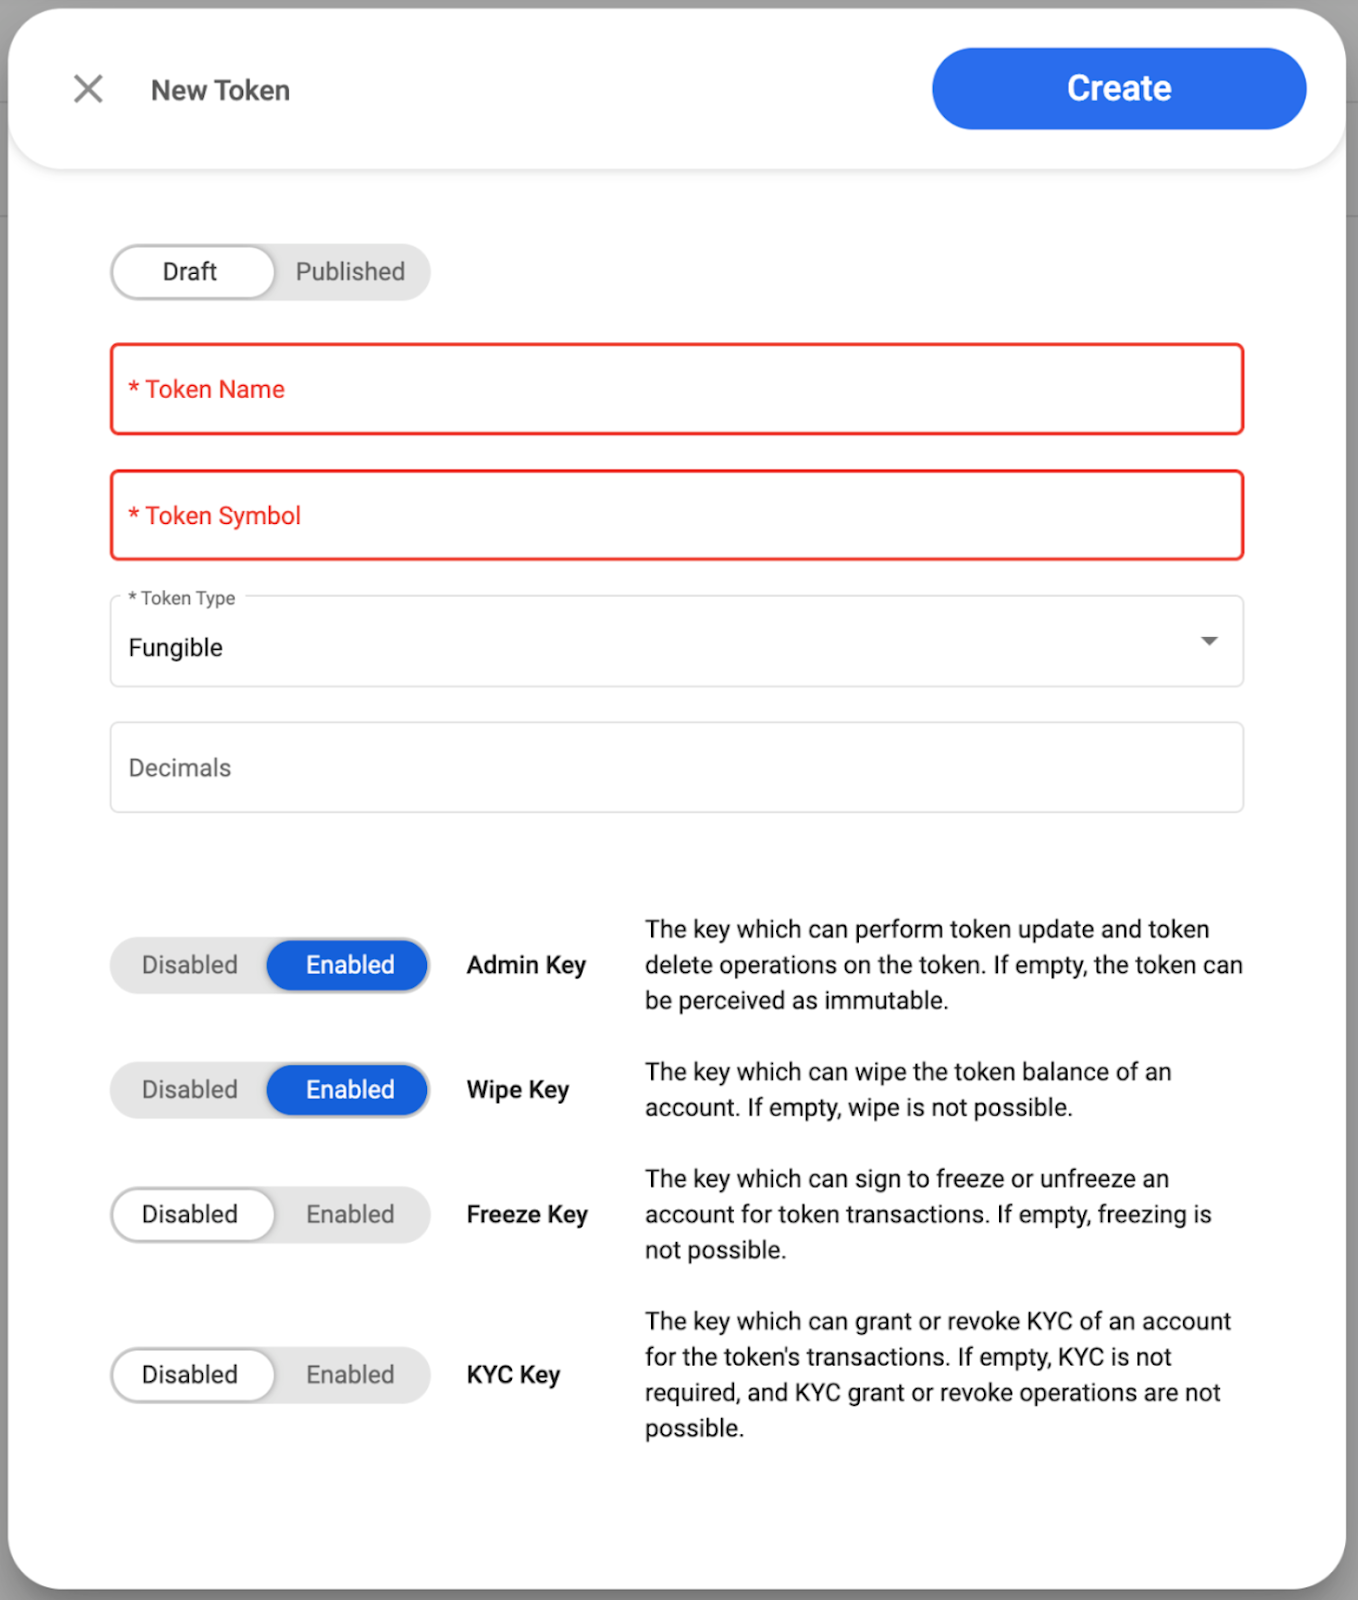 New Token
Create
Draft Published
* Token Name
* Token Symbol
* Token Type
Fungible
Decimals
Disabled Enabled Admin Key
The key which can perform token update and token
delete operations on the token. If empty, the token can
be perceived as immutable.
Disabled Enabled Wipe Key
The key which can wipe the token balance of an
account. If empty, wipe is not possible.
Disabled Enabled Freeze Key
The key which can sign to freeze or unfreeze an
account for token transactions. If empty, freezing is
not possible.
Disabled Enabled KYC Key
The key which can grant or revoke KYC of an account
for the token's transactions. If empty, KYC is not
required, and KYC grant or revoke operations are not
possible.